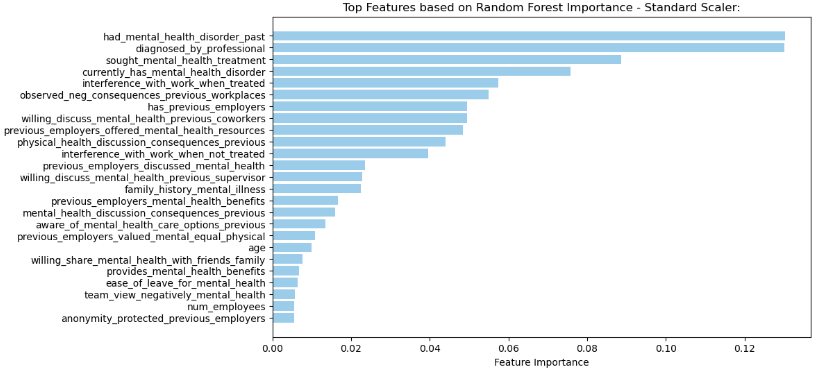 Top Features based on Random Forest Importance - Standard Scaler:
had_mental_health_disorder_past
diagnosed_by_professional
sought_mental_health_treatment
currently_has_mental_health_disorder
interference_with_work_when_treated
observed_neg_consequences_previous_workplaces
has_previous_employers
willing_discuss_mental_health_previous_coworkers
previous_employers_offered_mental_health_resources
physical_health_discussion_consequences_previous
interference_with_work_when_not_treated
previous_employers_discussed_mental_health
willing_discuss_mental_health_previous_supervisor
family_history_mental_illness
previous_employers_mental_health_benefits
mental_health_discussion_consequences_previous
aware_of_mental_health_care_options_previous
previous_employers_valued_mental_equal_physical
age
willing_share_mental_health_with_friends_family
provides_mental_health_benefits
ease_of_leave_for_mental_health
team_view_negatively_mental_health
num_employees
anonymity_protected_previous_employers
0.00 0.02 0.04 0.06 0.08 0.10 0.12
Feature Importance